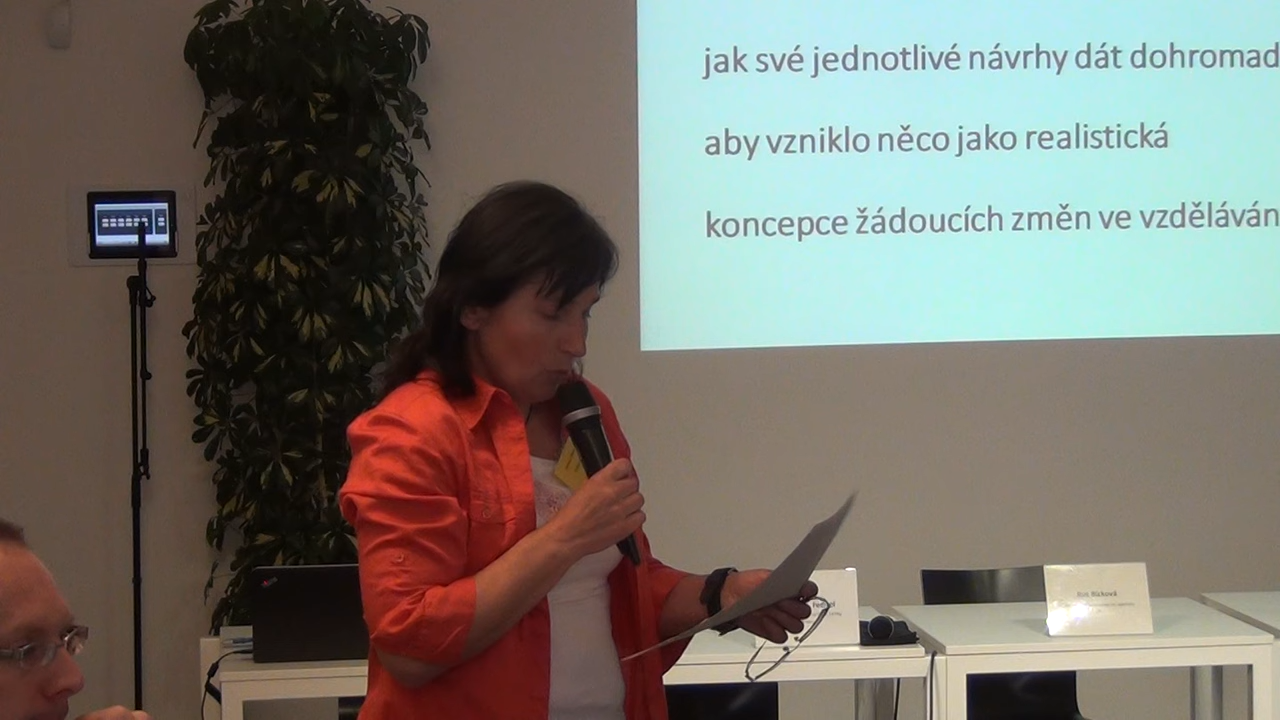 jak své jednotlivé návrhy dát dohromad
aby vzniklo něco jako realistická
koncepce žádoucích změn ve vzděláván